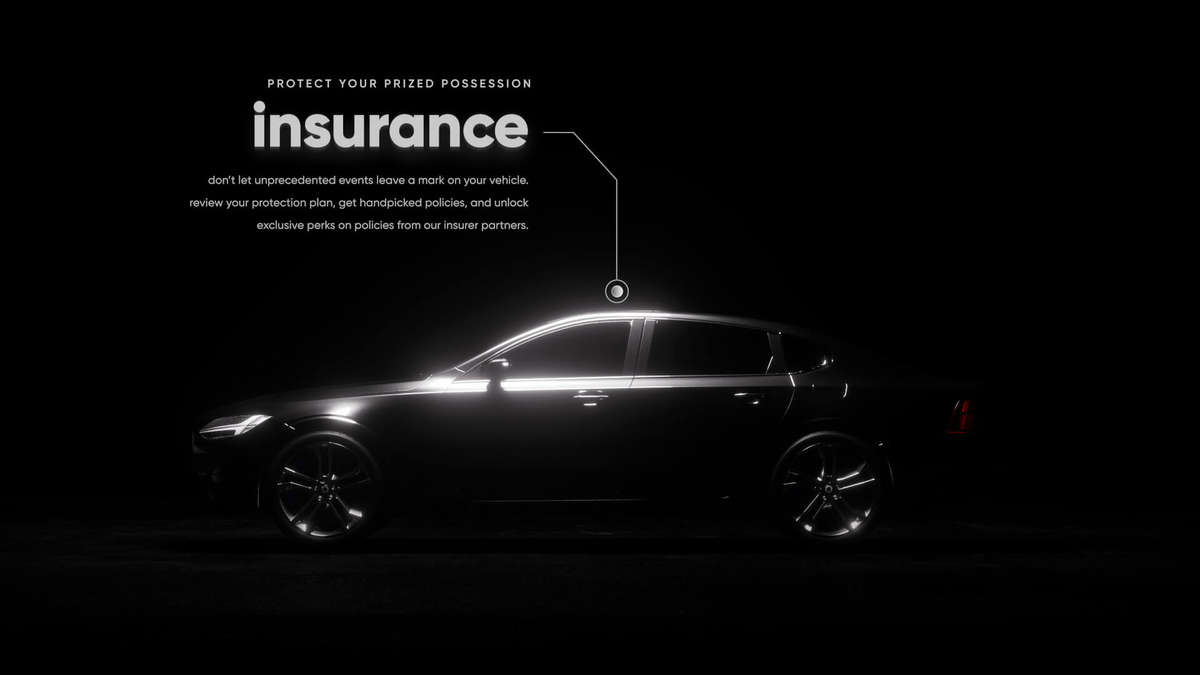 PROTECT YOUR PRIZED POSSESSION
insurance
don’t let unprecedented events leave a mark on your vehicle.
review your protection plan, get handpicked policies, and unlock
exclusive perks on policies from our insurer partners.